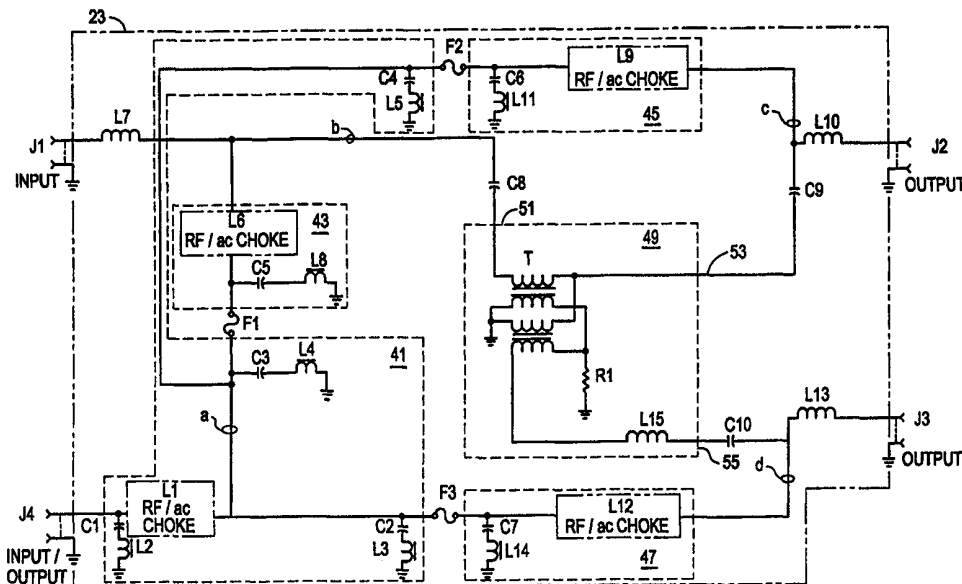 23
F2
L9
RF / ac CHOKE
C4
L5
C6
L11
45
L7
b
c
L10
J1
INPUT
J2
OUTPUT
C8
C9
51
L6
RF / ac CHOKE
43
49
53
C5
L8
T
F1
C3
L4
41
R1
a
L13
L15
C10
J3
OUTPUT
55
d
L1
RF / ac
CHOKE
F3
L12
RF / ac CHOKE
J4
C1
L2
C2
L3
C7
L14
47
INPUT /
OUTPUT